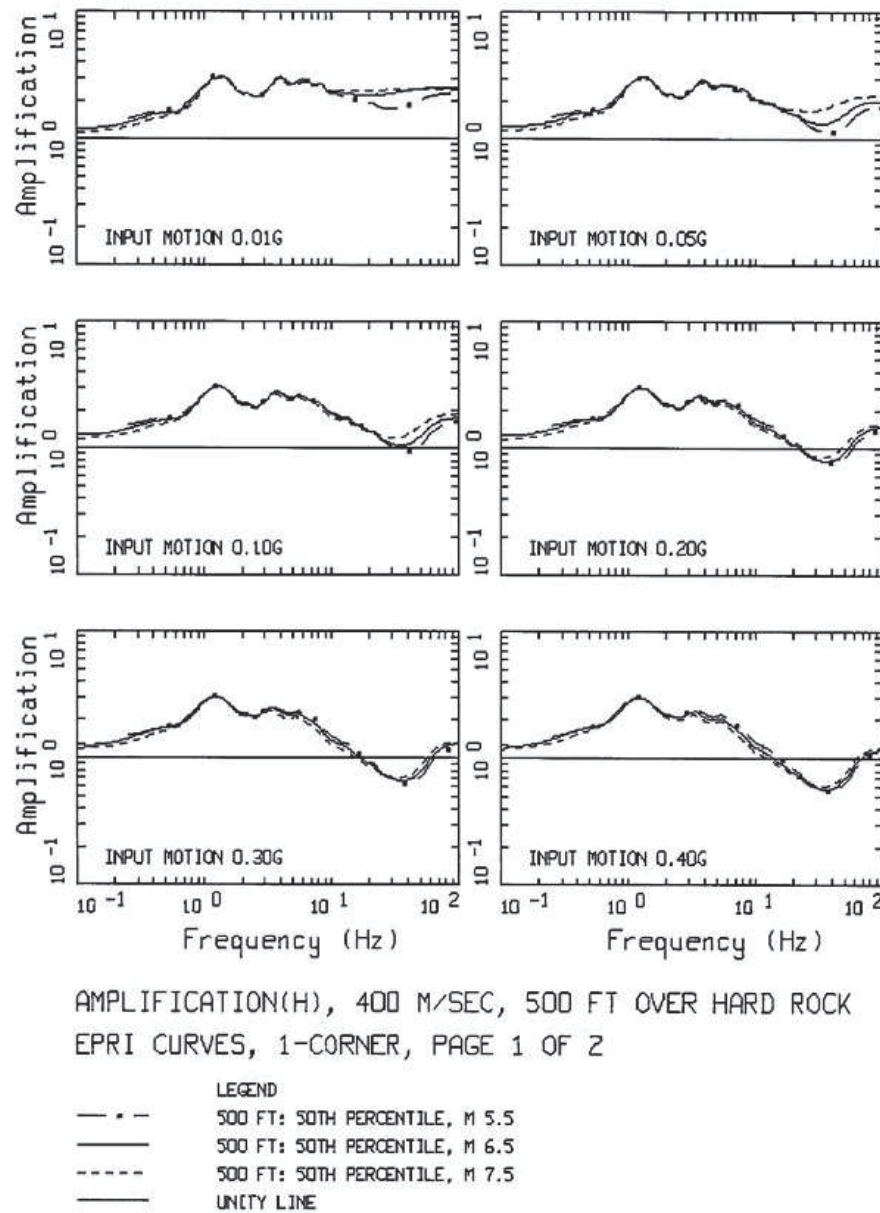 Amplification
10 1
10 0
10 -1
INPUT MOTION 0.01G
10 1
10 0
10 -1
INPUT MOTION 0.05G
Amplification
10 1
10 0
10 -1
INPUT MOTION 0.10G
10 1
10 0
10 -1
INPUT MOTION 0.20G
Amplification
10 1
10 0
10 -1
INPUT MOTION 0.30G
10 1
10 0
10 -1
INPUT MOTION 0.40G
10 -1 10 0 10 1 10 2
10 -1 10 0 10 1 10 2
Frequency (Hz) Frequency (Hz)
AMPLIFICATION(H), 400 M/SEC, 500 FT OVER HARD ROCK
EPRI CURVES, 1-CORNER, PAGE 1 OF 2
LEGEND
500 FT: 50TH PERCENTILE, M 5.5
500 FT: 50TH PERCENTILE, M 6.5
500 FT: 50TH PERCENTILE, M 7.5
UNITY LINE